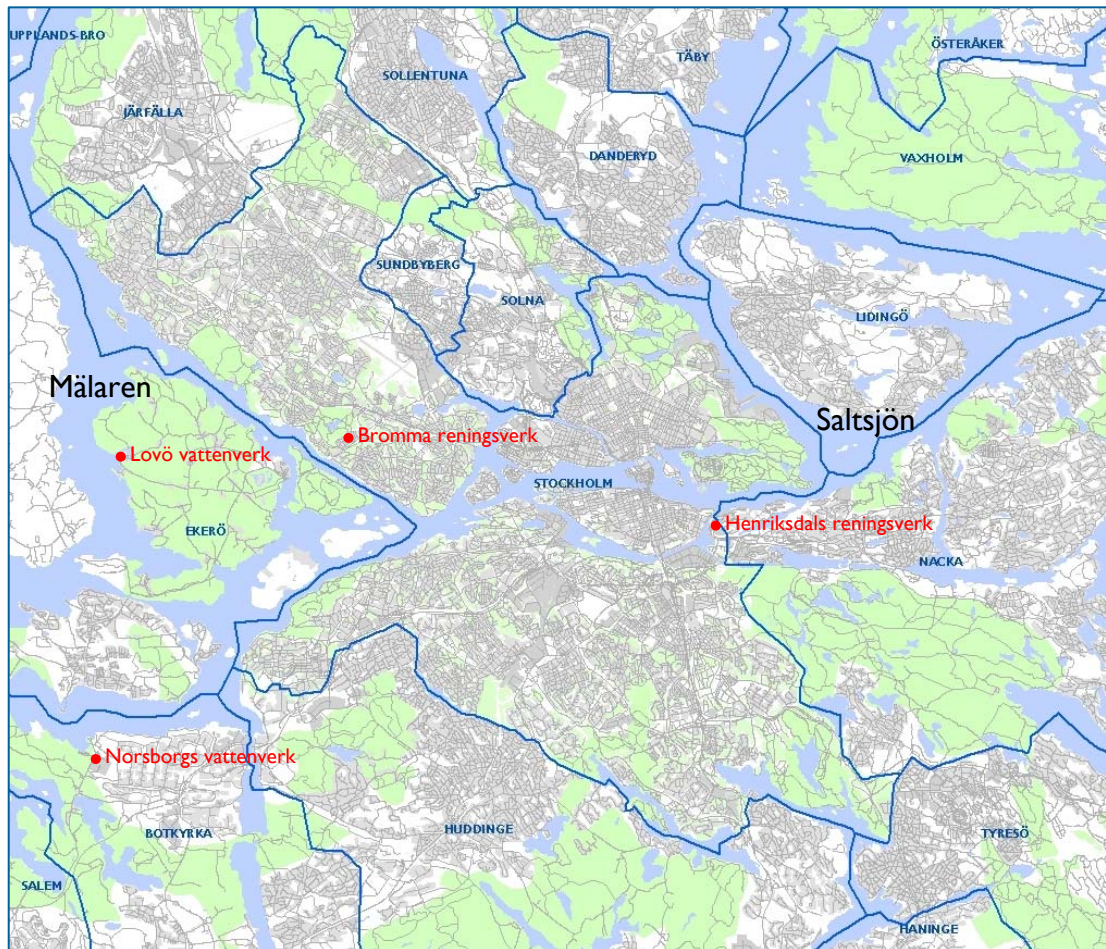 UPPLANDS-BRO
ÖSTERÅKER
TÄBY
SOLLENTUNA
JÄRFÄLLA
DANDERYD
VAXHOLM
SUNDBYBERG
SOLNA
LIDINGÖ
Mälaren
Saltsjön
Bromma reningsverk
Lovö vattenverk
STOCKHOLM
Henriksdals reningsverk
EKERÖ
NACKA
Norsborgs vattenverk
BOTKYRKA
HUDDINGE
TYRESÖ
SALEM
HANINGE